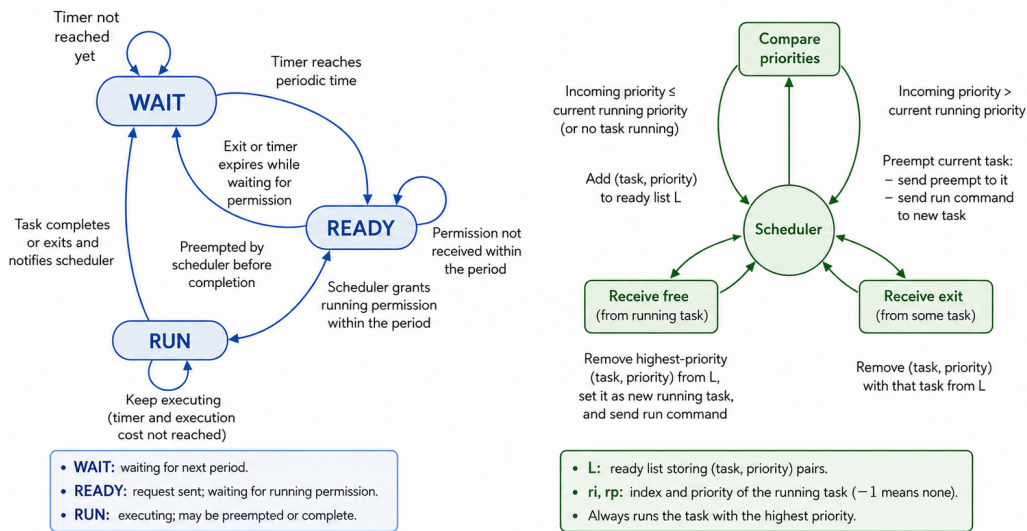 Timer not
reached
yet
WAIT
Timer reaches
periodic time
Exit or timer
expires while
waiting for
permission
READY
Permission not
received within
the period
Task completes
or exits and
notifies scheduler
Preempted by
scheduler before
completion
Scheduler grants
running permission
within the period
RUN
Keep executing
(timer and execution
cost not reached)
• WAIT: waiting for next period.
• READY: request sent; waiting for running permission.
• RUN: executing; may be preempted or complete.
Compare
priorities
Incoming priority ≤
current running priority
(or no task running)
Incoming priority >
current running priority
Add (task, priority)
to ready list L
Preempt current task:
– send preempt to it
– send run command
to new task
Scheduler
Receive free
(from running task)
Receive exit
(from some task)
Remove highest-priority
(task, priority) from L,
set it as new running task,
and send run command
Remove (task, priority)
with that task from L
• L: ready list storing (task, priority) pairs.
• ri, rp: index and priority of the running task (−1 means none).
• Always runs the task with the highest priority.